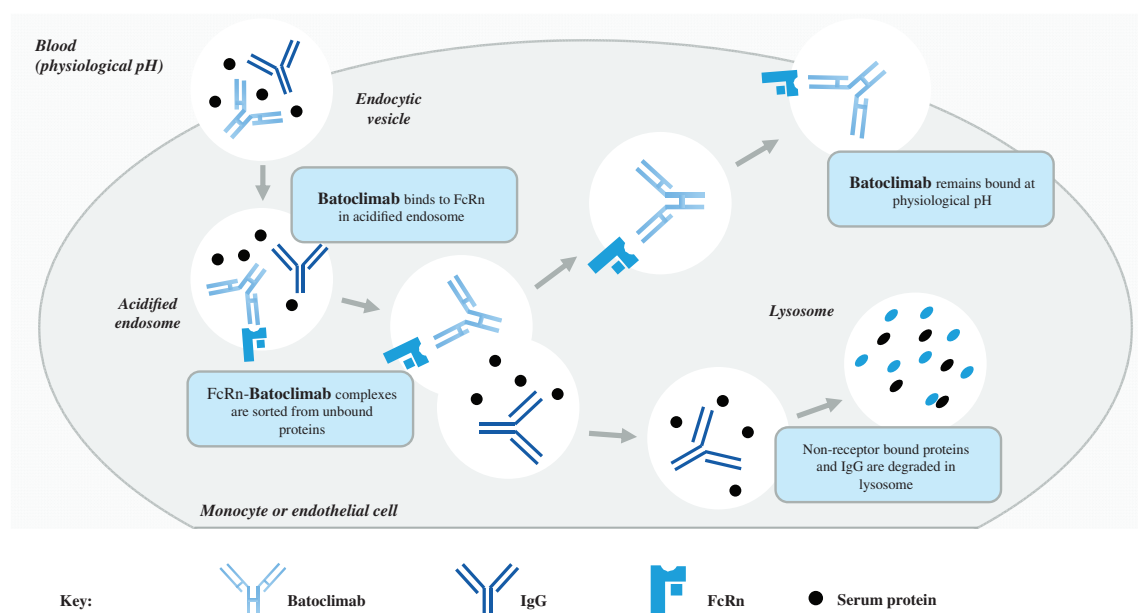 Blood
(physiological pH)
Endocytic
vesicle
Batoclimab binds to FcRn
in acidified endosome
Batoclimab remains bound at
physiological pH
Acidified
endosome
Lysosome
FcRn-Batoclimab complexes
are sorted from unbound
proteins
Non-receptor bound proteins
and IgG are degraded in
lysosome
Monocyte or endothelial cell
Key:
Batoclimab
IgG
FcRn
Serum protein